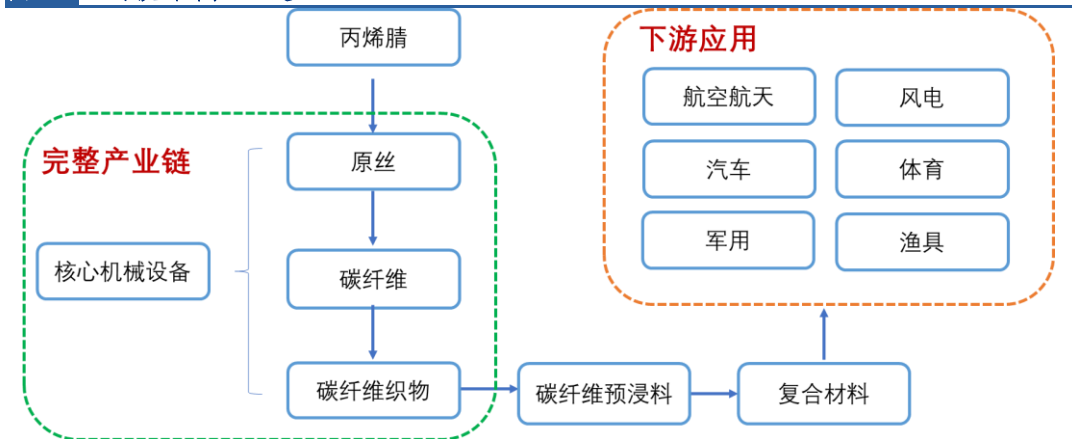 丙烯腈
下游应用
航空航天
风电
完整产业链
原丝
汽车
体育
军用
渔具
核心机械设备
碳纤维
碳纤维织物
碳纤维预浸料
复合材料